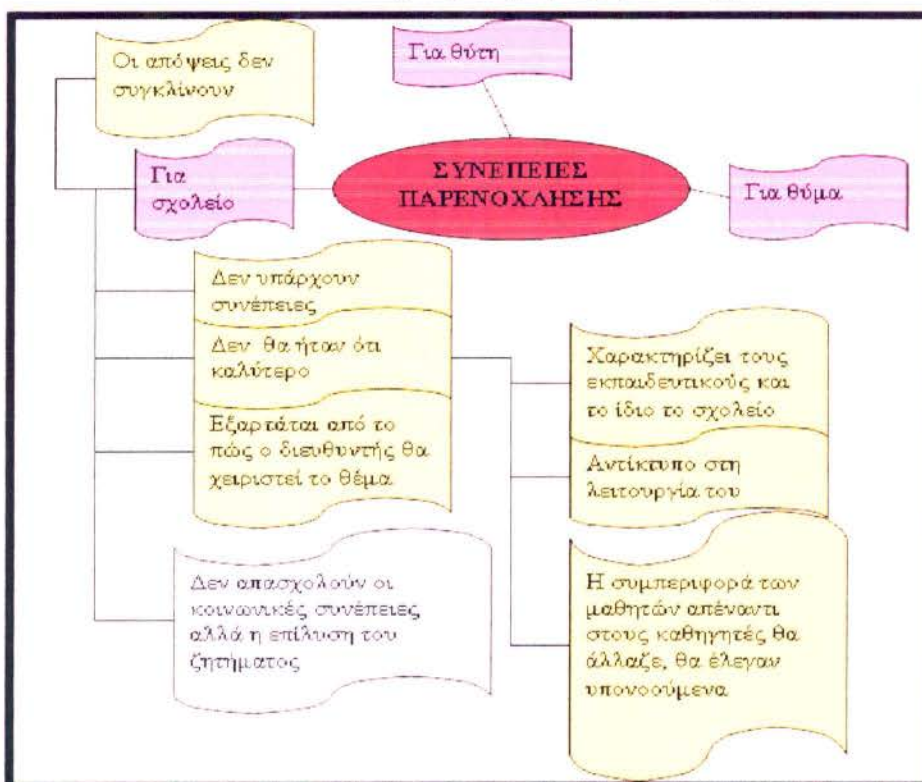 Οι απόψεις δεν
συγκλίνουν
Για θύτη
ΣΥΝΕΠΕΙΕΣ
ΠΑΡΕΝΟΧΛΗΣΗΣ
Για
σχολείο
Για θύμα
Δεν υπάρχουν
συνέπειες
Δεν θα ήταν ότι
καλύτερο
Εξαρτάται από το
πώς ο διευθυντής θα
χειριστεί το θέμα
Χαρακτηρίζει τους
εκπαιδευτικούς και
το ίδιο το σχολείο
Αντίκτυπο στη
λειτουργία του
Δεν απασχολούν οι
κοινωνικές συνέπειες
αλλά η επίλυση του
ζητήματος
Η συμπεριφορά των
μαθητών απέναντι
στους καθηγητές θα
άλλαζε, θα έλεγαν
υπονοούμενα